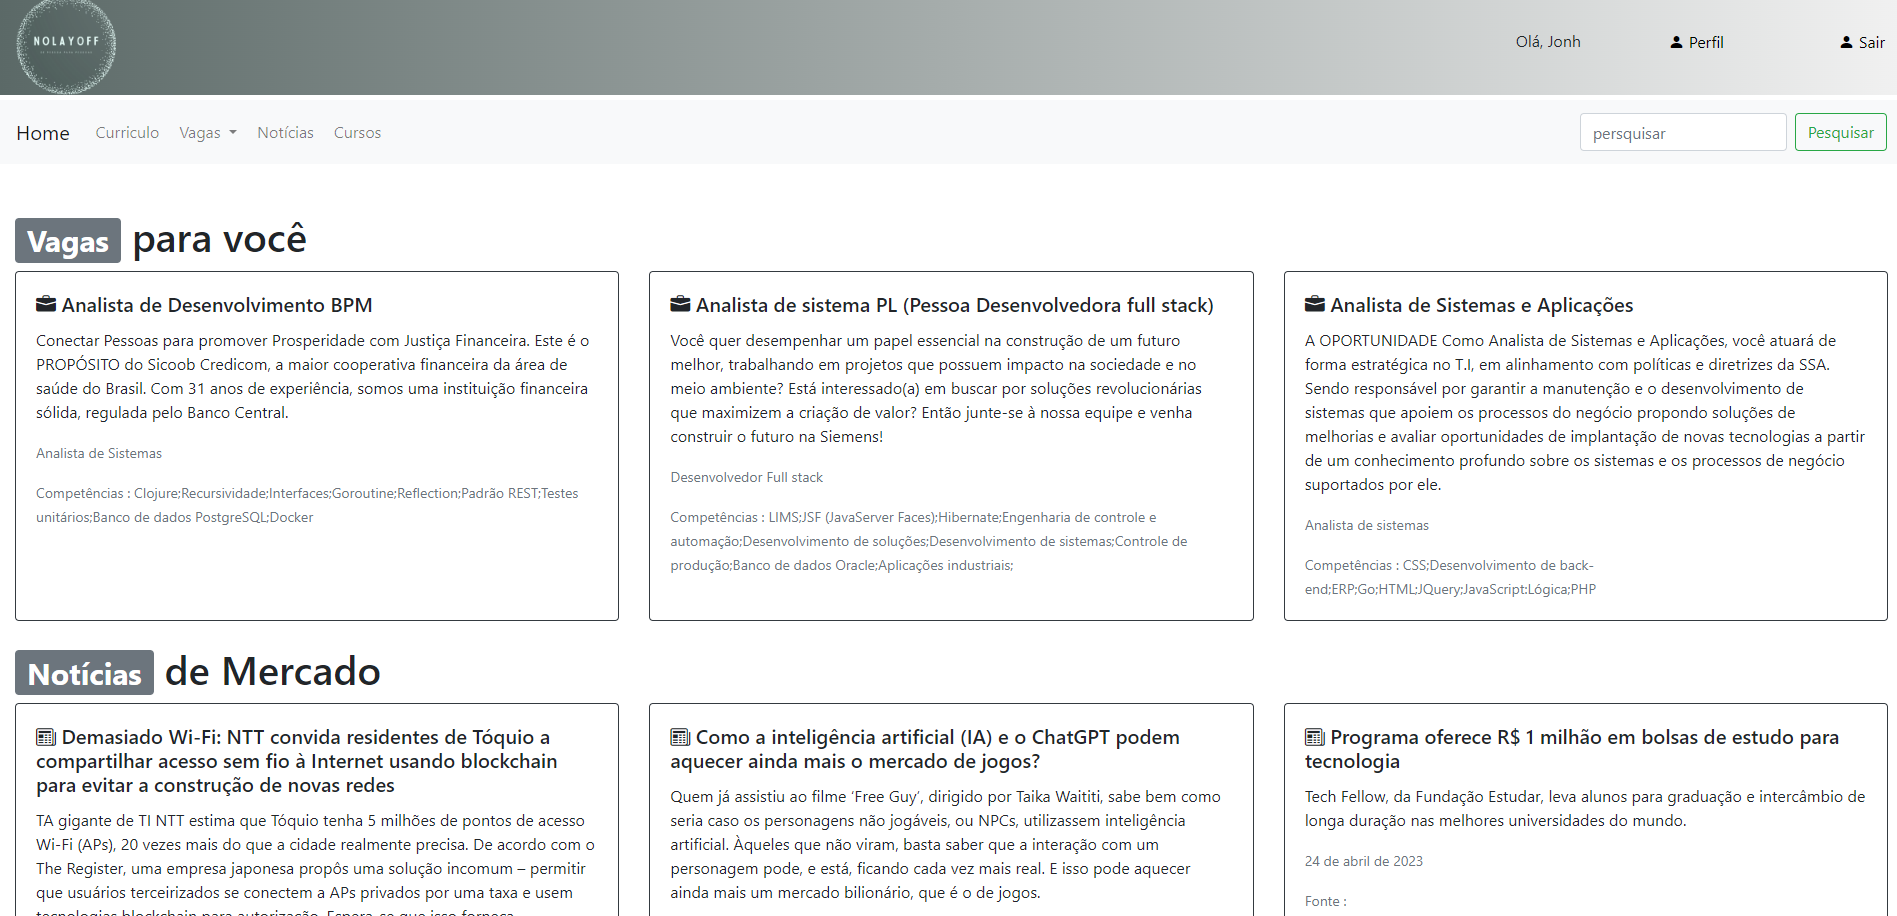 NOLAYOFF
Olá, Jonh
Perfil
Sair
Home
Curriculo
Vagas
Notícias
Cursos
persquisar
Pesquisar
Vagas para você
Analista de Desenvolvimento BPM
Conectar Pessoas para promover Prosperidade com Justiça Financeira. Este é o
PROPÓSITO do Sicoob Credicom, a maior cooperativa financeira da área de
saúde do Brasil. Com 31 anos de experiência, somos uma instituição financeira
sólida, regulada pelo Banco Central.
Analista de Sistemas
Competências : Clojure;Recursividade;Interfaces;Goroutine;Reflection;Padrão REST;Testes
unitários;Banco de dados PostgreSQL;Docker
Analista de sistema PL (Pessoa Desenvolvedora full stack)
Você quer desempenhar um papel essencial na construção de um futuro
melhor, trabalhando em projetos que possuem impacto na sociedade e no
meio ambiente? Está interessado(a) em buscar por soluções revolucionárias
que maximizem a criação de valor? Então junte-se à nossa equipe e venha
construir o futuro na Siemens!
Desenvolvedor Full stack
Competências : LIMS;JSF (JavaServer Faces);Hibernate;Engenharia de controle e
automação;Desenvolvimento de soluções;Desenvolvimento de sistemas;Controle de
produção;Banco de dados Oracle;Aplicações industriais;
Analista de Sistemas e Aplicações
A OPORTUNIDADE Como Analista de Sistemas e Aplicações, você atuará de
forma estratégica no T.I, em alinhamento com políticas e diretrizes da SSA.
Sendo responsável por garantir a manutenção e o desenvolvimento de
sistemas que apoiem os processos do negócio propondo soluções de
melhorias e avaliar oportunidades de implantação de novas tecnologias a partir
de um conhecimento profundo sobre os sistemas e os processos de negócio
suportados por ele.
Analista de sistemas
Competências : CSS;Desenvolvimento de back-
end;ERP;Go;HTML;JQuery;JavaScript:Lógica;PHP
Notícias de Mercado
Demasiado Wi-Fi: NTT convida residentes de Tóquio a
compartilhar acesso sem fio à Internet usando blockchain
para evitar a construção de novas redes
TA gigante de TI NTT estima que Tóquio tenha 5 milhões de pontos de acesso
Wi-Fi (APs), 20 vezes mais do que a cidade realmente precisa. De acordo com o
The Register, uma empresa japonesa propôs uma solução incomum – permitir
que usuários terceirizados se conectem a APs privados por uma taxa e usem
tecnologias blockchain para autorização. Espera-se que isso forneça
Como a inteligência artificial (IA) e o ChatGPT podem
aquecer ainda mais o mercado de jogos?
Quem já assistiu ao filme ‘Free Guy’, dirigido por Taika Waititi, sabe bem como
seria caso os personagens não jogáveis, ou NPCs, utilizassem inteligência
artificial. Àqueles que não viram, basta saber que a interação com um
personagem pode, e está, ficando cada vez mais real. E isso pode aquecer
ainda mais um mercado bilionário, que é o de jogos.
Programa oferece R$ 1 milhão em bolsas de estudo para
tecnologia
Tech Fellow, da Fundação Estudar, leva alunos para graduação e intercâmbio de
longa duração nas melhores universidades do mundo.
24 de abril de 2023
Fonte :